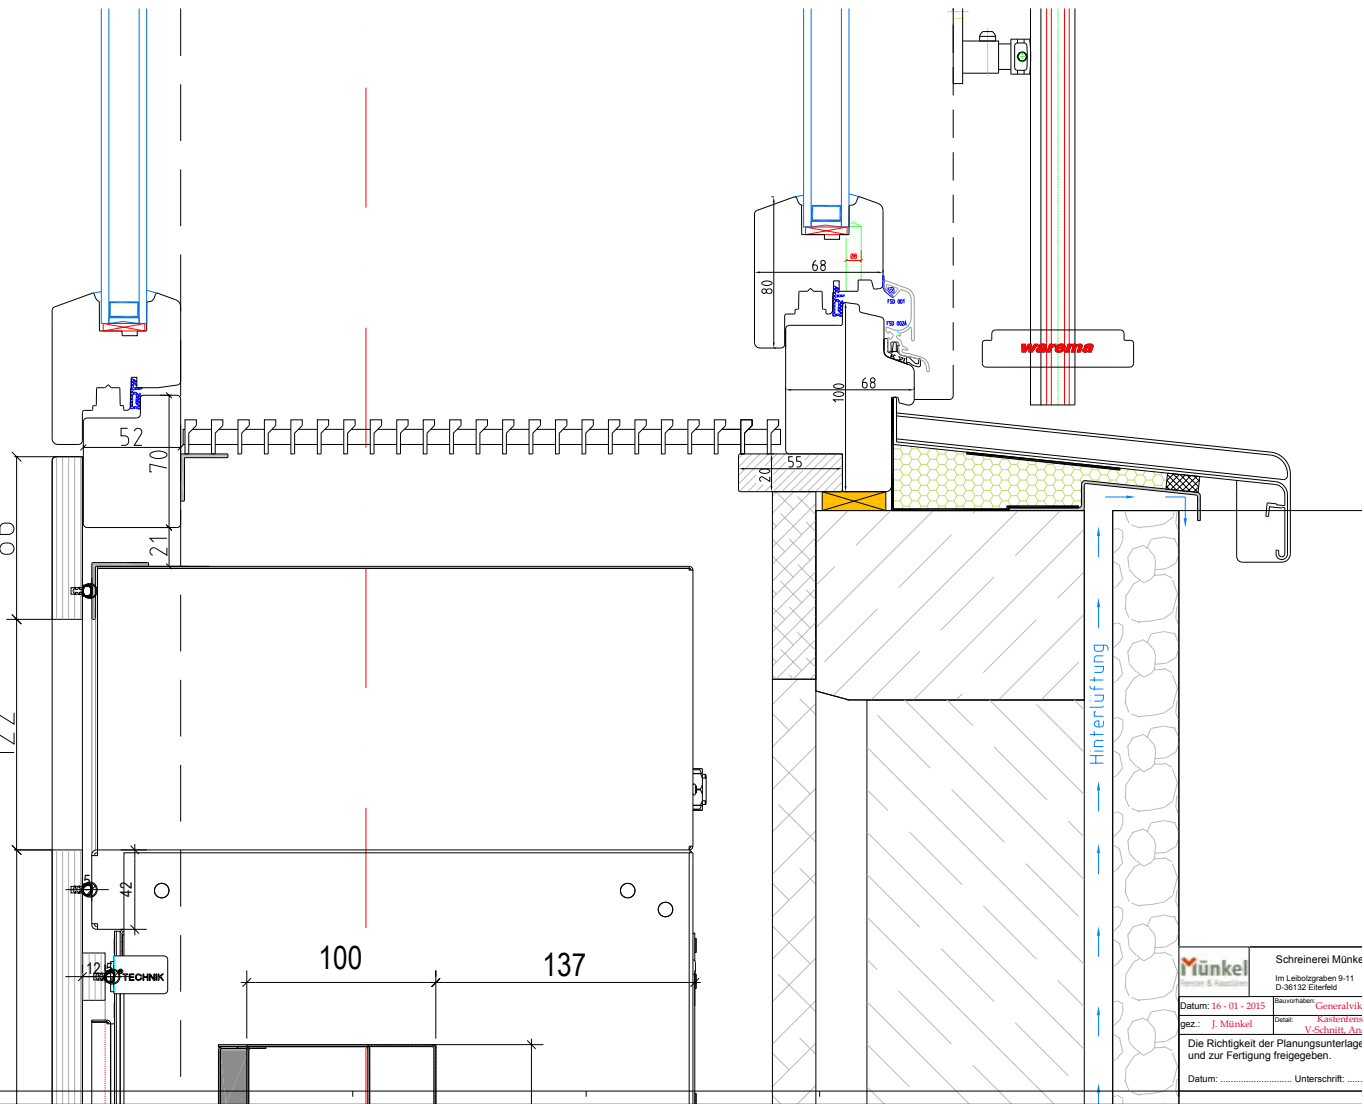 68
80
Ø8
FSD 001
FSD 002A
warema
68
100
52
70
55
20
21
Hinterlüftung
42
12
TECHNIK
100
137
Münkel
Fenster & Haustüren
Schreinerei Münke
Im Leibolzgraben 9-11
D-36132 Eiterfeld
Datum: 16 - 01 - 2015
Bauvorhaben: Generalvik
gez.: J. Münkel
Detail: Kastenfens
V-Schnitt, An
Die Richtigkeit der Planungsunterlage
und zur Fertigung freigegeben.
Datum: ............................ Unterschrift: ......